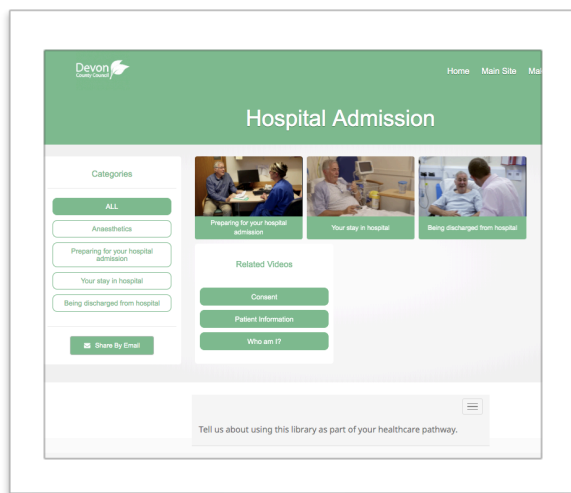 Devon
County Council
Home Main Site
Hospital Admission
Categories
ALL
Anaesthetics
Preparing for your hospital
admission
Your stay in hospital
Being discharged from hospital
Share By Email
Preparing for your hospital
admission
Your stay in hospital
Being discharged from hospital
Related Videos
Consent
Patient Information
Who am I?
Tell us about using this library as part of your healthcare pathway.